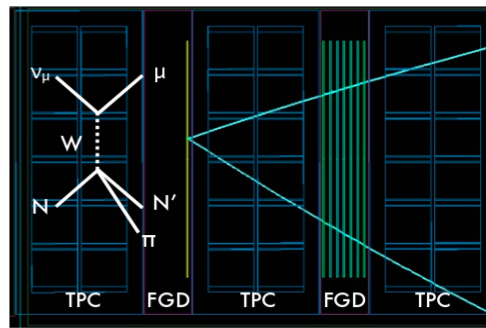 νμ μ
W
N N'
π
TPC FGD TPC FGD TPC